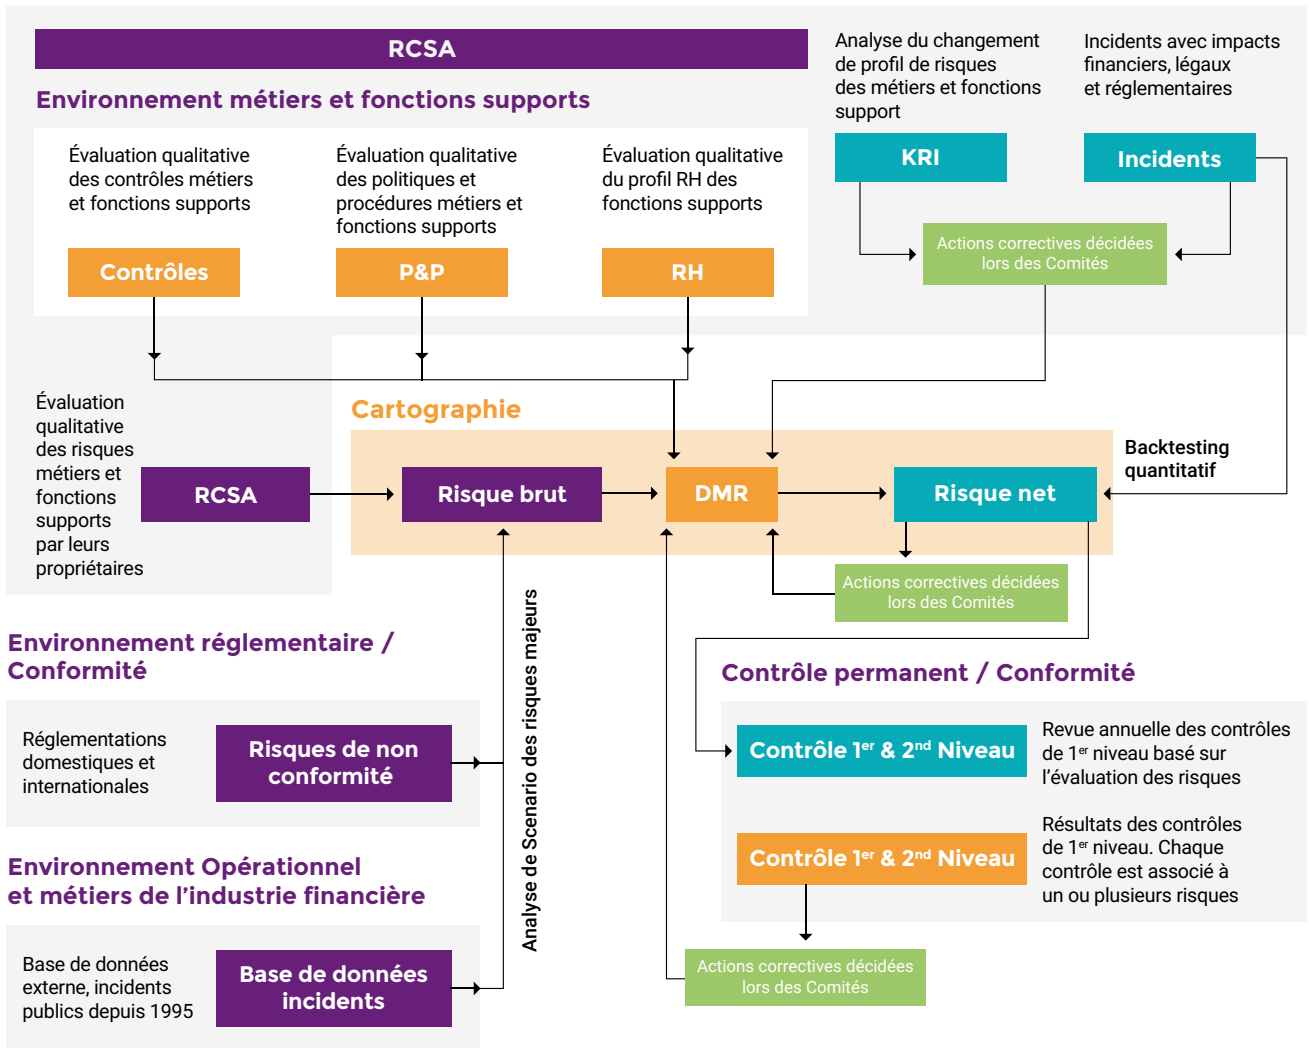 RCSA
Environnement métiers et fonctions supports
Évaluation qualitative
des contrôles métiers
et fonctions supports
Contrôles
Évaluation qualitative
des politiques et
procédures métiers et
fonctions supports
P&P
Évaluation qualitative
du profil RH des
fonctions supports
RH
Analyse du changement
de profil de risques
des métiers et fonctions
support
KRI
Incidents avec impacts
financiers, légaux
et réglementaires
Incidents
Actions correctives décidées
lors des Comités
Évaluation
qualitative
des risques
métiers et
fonctions
supports
par leurs
propriétaires
RCSA
Cartographie
Risque brut
DMR
Risque net
Backtesting
quantitatif
Actions correctives décidées
lors des Comités
Analyse de Scenario des risques majeurs
Environnement réglementaire /
Conformité
Réglementations
domestiques et
internationales
Risques de non
conformité
Environnement Opérationnel
et métiers de l’industrie financière
Base de données
externe, incidents
publics depuis 1995
Base de données
incidents
Contrôle permanent / Conformité
Contrôle 1er & 2nd Niveau
Revue annuelle des contrôles
de 1er niveau basé sur
l’évaluation des risques
Contrôle 1er & 2nd Niveau
Résultats des contrôles
de 1er niveau. Chaque
contrôle est associé à
un ou plusieurs risques
Actions correctives décidées
lors des Comités